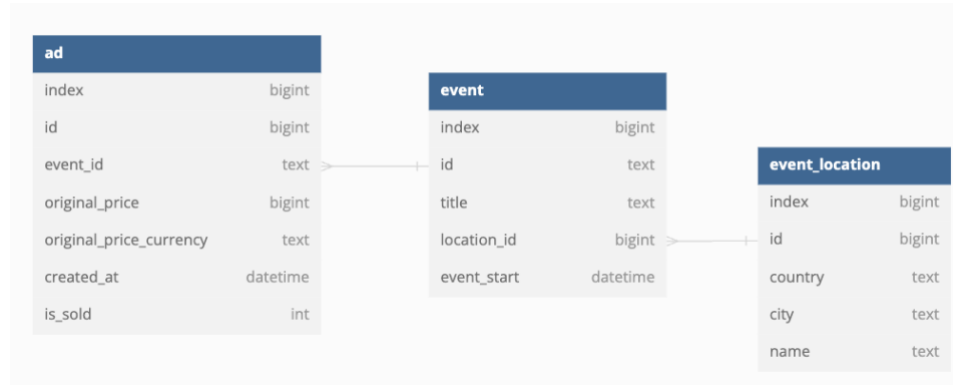 ad
index bigint
id bigint
event_id text
original_price bigint
original_price_currency text
created_at datetime
is_sold int
event
index bigint
id text
title text
location_id bigint
event_start datetime
event_location
index bigint
id bigint
country text
city text
name text